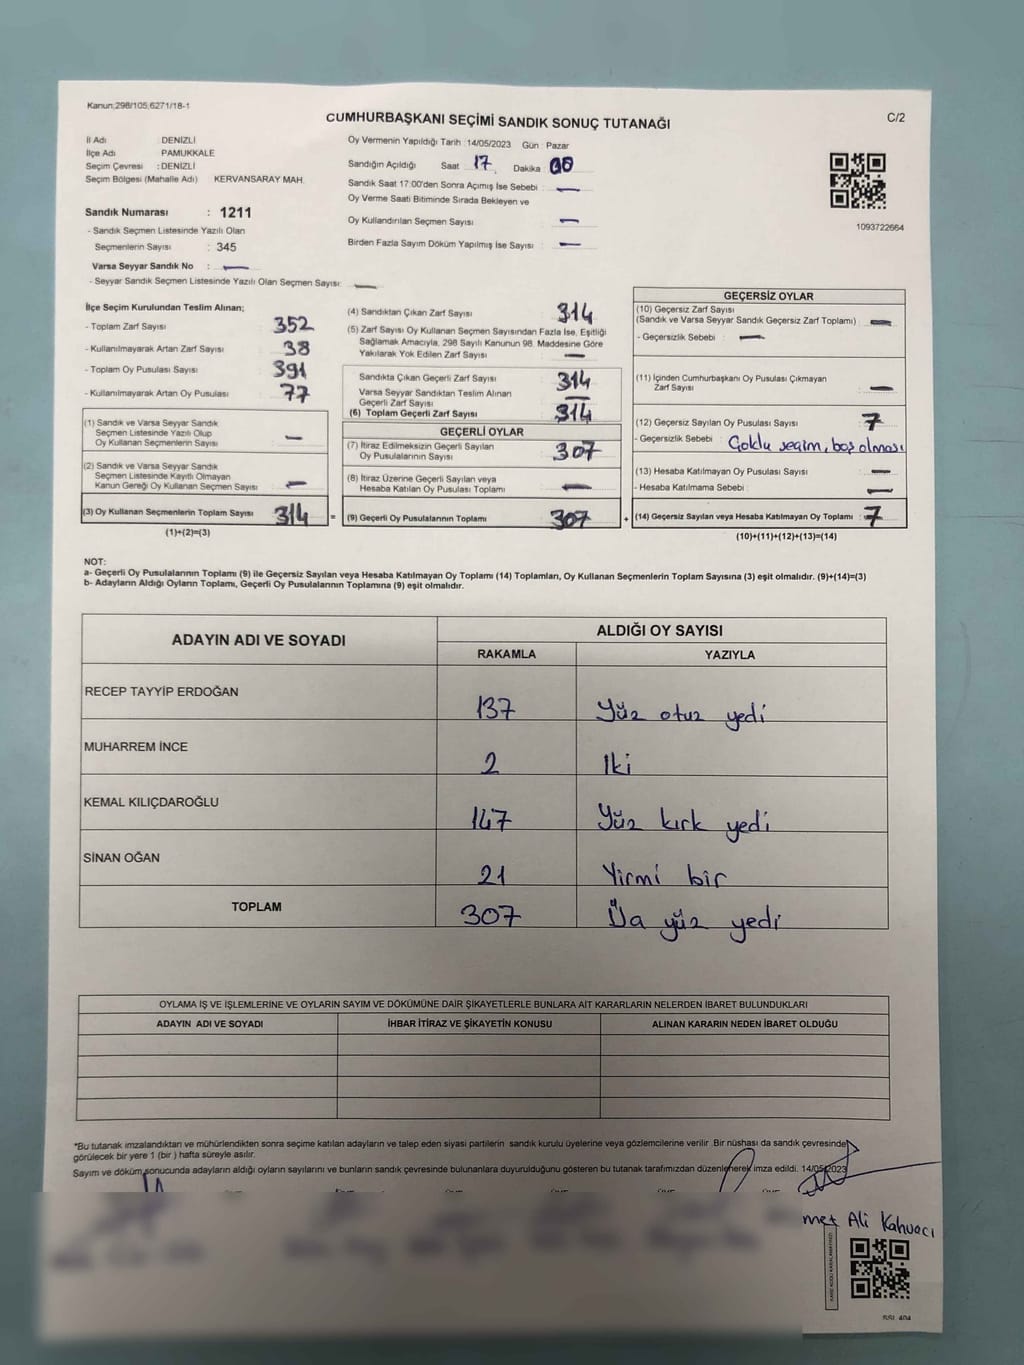 Kanun;298/105,6271/18-1
CUMHURBAŞKANI SEÇİMİ SANDIK SONUÇ TUTANAĞI
C/2
İl Adı : DENİZLİ
İlçe Adı : PAMUKKALE
Seçim Çevresi : DENİZLİ
Seçim Bölgesi (Mahalle Adı) KERVANSARAY MAH.
Sandık Numarası : 1211
- Sandık Seçmen Listesinde Yazılı Olan
Seçmenlerin Sayısı : 345
Varsa Seyyar Sandık No : —
- Seyyar Sandık Seçmen Listesinde Yazılı Olan Seçmen Sayısı: —
Oy Vermenin Yapıldığı Tarih : 14/05/2023 Gün : Pazar
Sandığın Açıldığı Saat 17 Dakika : 00
Sandık Saat 17:00'den Sonra Açımış İse Sebebi : —
Oy Verme Saati Bitiminde Sırada Bekleyen ve
Oy Kullandırılan Seçmen Sayısı : —
Birden Fazla Sayım Döküm Yapılmış İse Sayısı : —
1093722664
İlçe Seçim Kurulundan Teslim Alınan;
- Toplam Zarf Sayısı : 352
- Kullanılmayarak Artan Zarf Sayısı : 38
- Toplam Oy Pusulası Sayısı : 391
- Kullanılmayarak Artan Oy Pusulası : 77
(1) Sandık ve Varsa Seyyar Sandık
Seçmen Listesinde Yazılı Olup
Oy Kullanan Seçmenlerin Sayısı : —
(2) Sandık ve Varsa Seyyar Sandık
Seçmen Listesinde Kayıtlı Olmayan
Kanun Gereği Oy Kullanan Seçmen Sayısı : —
(3) Oy Kullanan Seçmenlerin Toplam Sayısı : 314
(1)+(2)=(3)
(4) Sandıktan Çıkan Zarf Sayısı : 314
(5) Zarf Sayısı Oy Kullanan Seçmen Sayısından Fazla İse, Eşitliği
Sağlamak Amacıyla, 298 Sayılı Kanunun 98. Maddesine Göre
Yakılarak Yok Edilen Zarf Sayısı : —
Sandıkta Çıkan Geçerli Zarf Sayısı : 314
Varsa Seyyar Sandıktan Teslim Alınan
Geçerli Zarf Sayısı : —
(6) Toplam Geçerli Zarf Sayısı : 314
GEÇERLİ OYLAR
(7) İtiraz Edilmeksizin Geçerli Sayılan
Oy Pusulalarının Sayısı : 307
(8) İtiraz Üzerine Geçerli Sayılan veya
Hesaba Katılan Oy Pusulası Toplamı : —
= (9) Geçerli Oy Pusulalarının Toplamı : 307
GEÇERSİZ OYLAR
(10) Geçersiz Zarf Sayısı
(Sandık ve Varsa Seyyar Sandık Geçersiz Zarf Toplamı) : —
- Geçersizlik Sebebi : —
(11) İçinden Cumhurbaşkanı Oy Pusulası Çıkmayan
Zarf Sayısı : —
(12) Geçersiz Sayılan Oy Pusulası Sayısı : 7
- Geçersizlik Sebebi : Çoklu seçim, boş olması
(13) Hesaba Katılmayan Oy Pusulası Sayısı : —
- Hesaba Katılmama Sebebi : —
+ (14) Geçersiz Sayılan veya Hesaba Katılmayan Oy Toplamı : 7
(10)+(11)+(12)+(13)=(14)
NOT:
a- Geçerli Oy Pusulalarının Toplamı (9) ile Geçersiz Sayılan veya Hesaba Katılmayan Oy Toplamı (14) Toplamları, Oy Kullanan Seçmenlerin Toplam Sayısına (3) eşit olmalıdır. (9)+(14)=(3)
b- Adayların Aldığı Oyların Toplamı, Geçerli Oy Pusulalarının Toplamına (9) eşit olmalıdır.
ADAYIN ADI VE SOYADI
ALDIĞI OY SAYISI
RAKAMLA YAZIYLA
RECEP TAYYİP ERDOĞAN 137 Yüz otuz yedi
MUHARREM İNCE 2 Iki
KEMAL KILIÇDAROĞLU 147 Yüz kırk yedi
SİNAN OĞAN 21 Yirmi bir
TOPLAM 307 Üç yüz yedi
OYLAMA İŞ VE İŞLEMLERİNE VE OYLARIN SAYIM VE DÖKÜMÜNE DAİR ŞİKAYETLERLE BUNLARA AİT KARARLARIN NELERDEN İBARET BULUNDUKLARI
ADAYIN ADI VE SOYADI İHBAR İTİRAZ VE ŞİKAYETİN KONUSU ALINAN KARARIN NEDEN İBARET OLDUĞU
*Bu tutanak imzalandıktan ve mühürlendikten sonra seçime katılan adayların ve talep eden siyasi partilerin sandık kurulu üyelerine veya gözlemcilerine verilir .Bir nüshası da sandık çevresinde
görülecek bir yere 1 (bir ) hafta süreyle asılır.
Sayım ve döküm sonucunda adayların aldığı oyların sayılarını ve bunların sandık çevresinde bulunanlara duyurulduğunu gösteren bu tutanak tarafımızdan düzenlenerek imza edildi. 14/05/2023
met Ali Kahveci